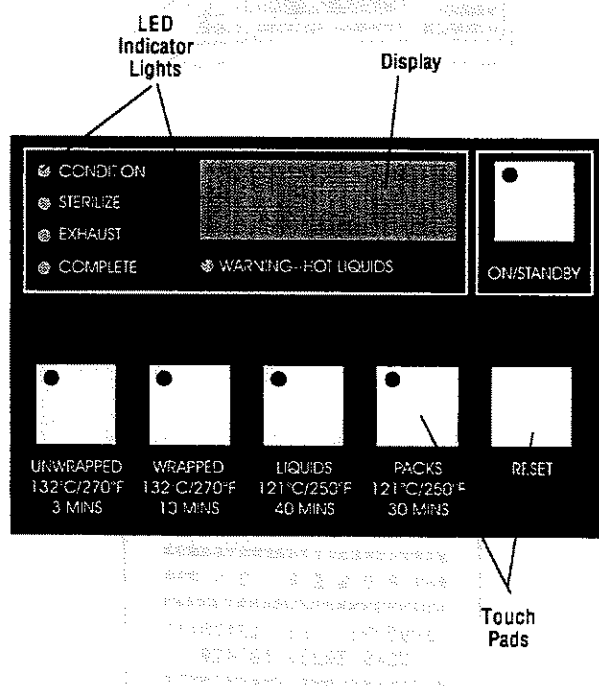 LED
Indicator
Lights
Display
CONDITION
STERILIZE
EXHAUST
COMPLETE
WARNING--HOT LIQUIDS
ON/STANDBY
UNWRAPPED
132°C/270°F
3 MINS
WRAPPED
132°C/270°F
10 MINS
LIQUIDS
121°C/250°F
40 MINS
PACKS
121°C/250°F
30 MINS
RESET
Touch
Pads